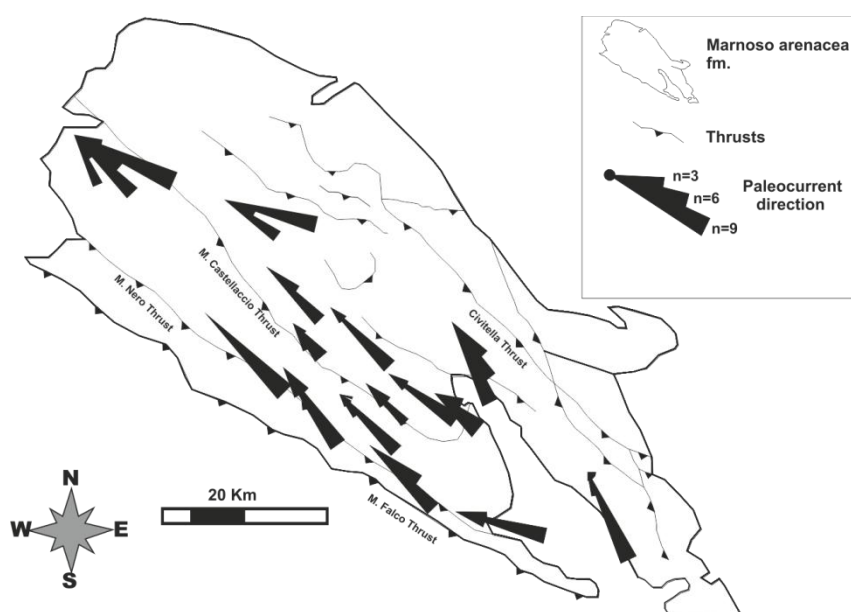 Marnoso arenacea
fm.
Thrusts
n=3
n=6
n=9
Paleocurrent
direction
M. Castellaccio Thrust
M. Nero Thrust
Civitella Thrust
M. Falco Thrust
20 Km
N
W
E
S